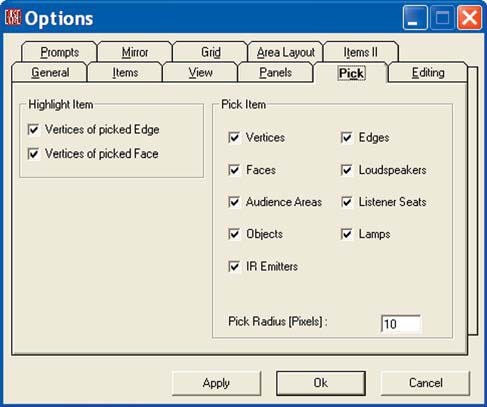 EASE
Options
Prompts Mirror Grid Area Layout Items II
General Items View Panels Pick Editing
Highlight Item
Vertices of picked Edge
Vertices of picked Face
Pick Item
Vertices Edges
Faces Loudspeakers
Audience Areas Listener Seats
Objects Lamps
IR Emitters
Pick Radius [Pixels] : 10
Apply Ok Cancel